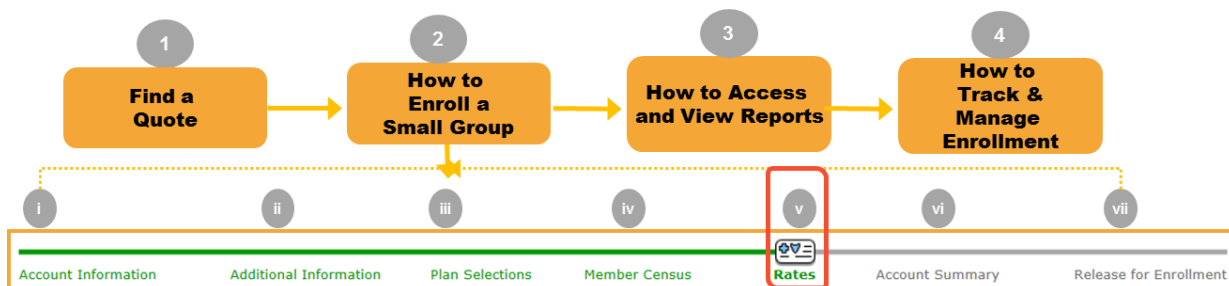 1
Find a
Quote
2
How to
Enroll a
Small Group
3
How to Access
and View Reports
4
How to
Track &
Manage
Enrollment
i
ii
iii
iv
v
vi
vii
Account Information
Additional Information
Plan Selections
Member Census
Rates
Account Summary
Release for Enrollment